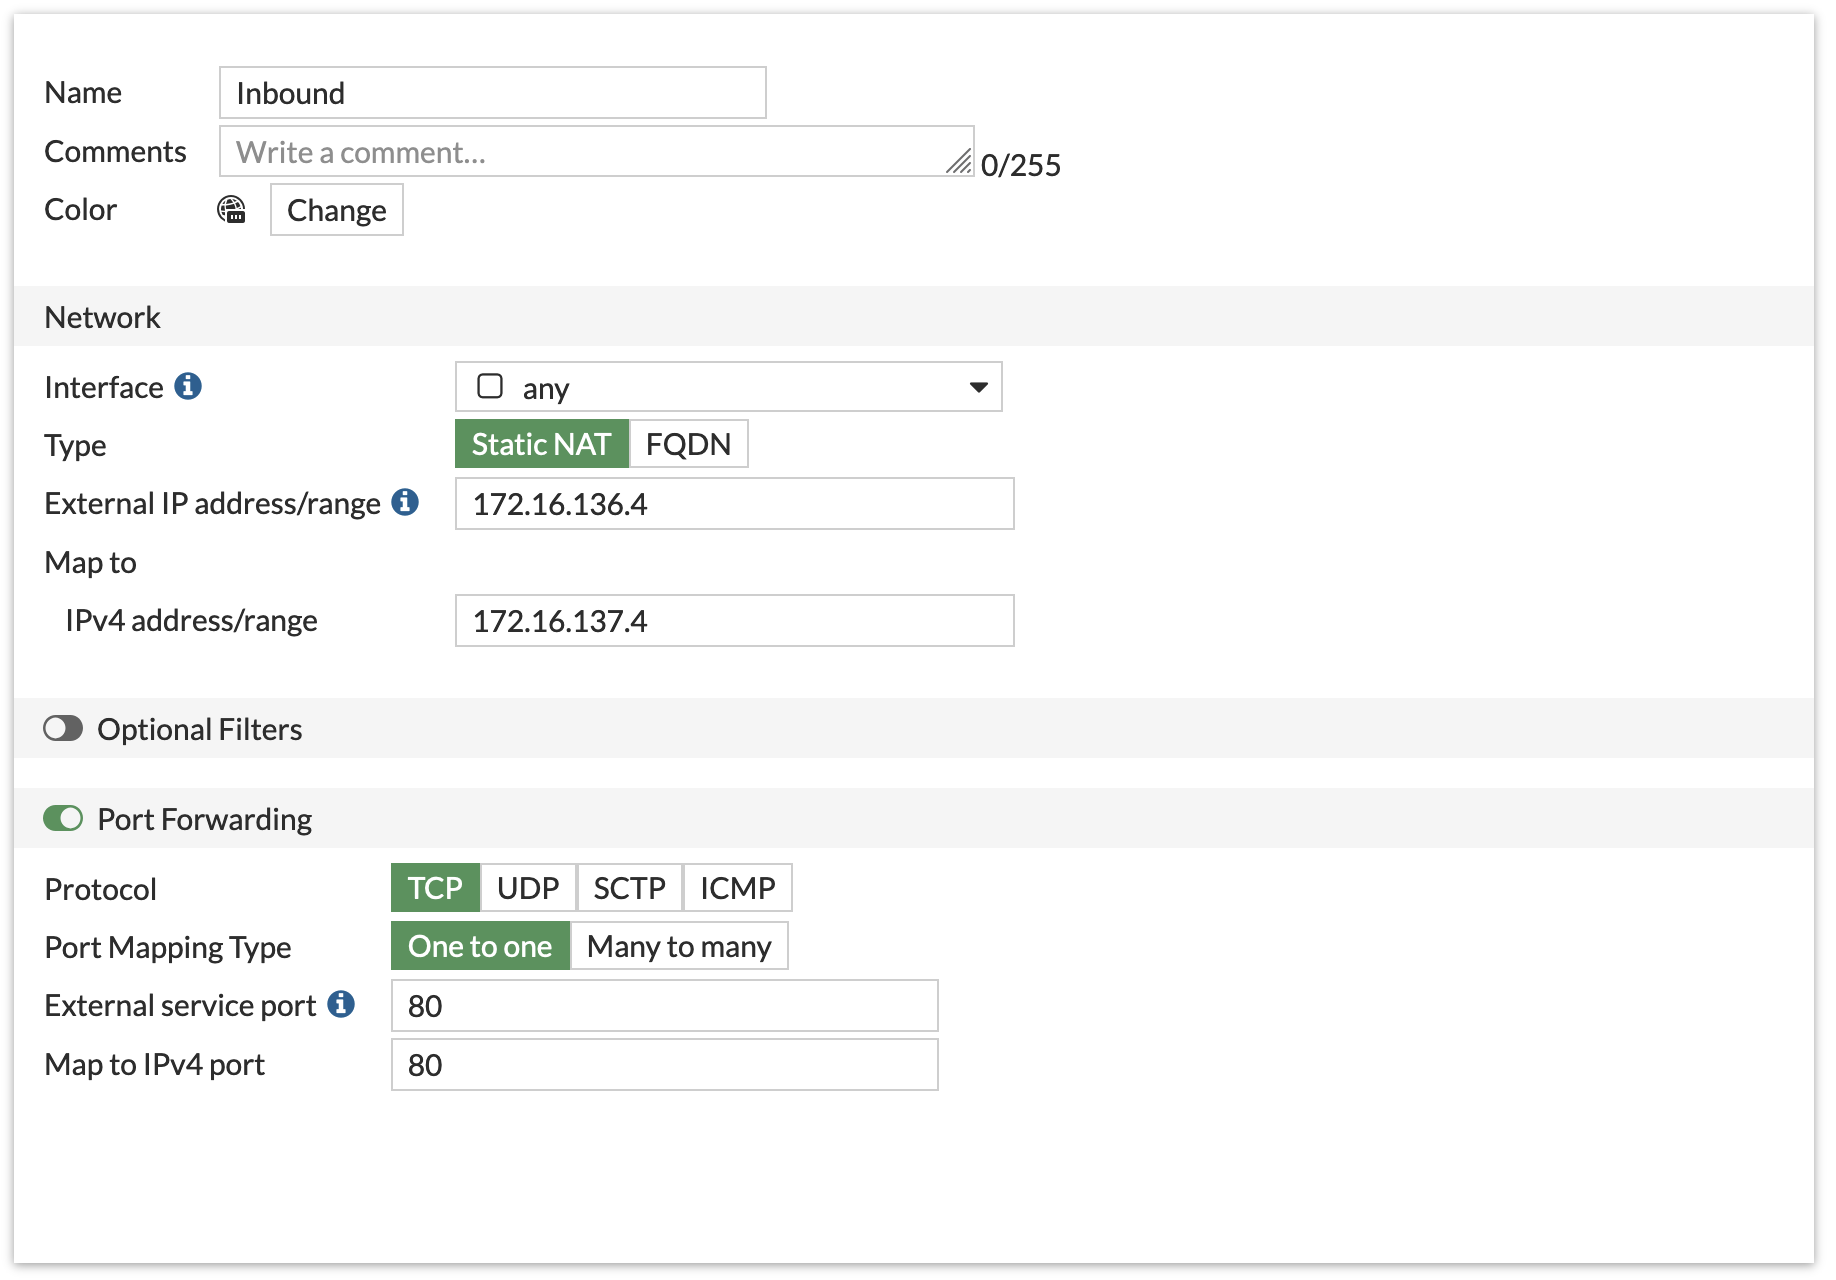 Name Inbound
Comments Write a comment... 0/255
Color Change
Network
Interface any
Type Static NAT FQDN
External IP address/range 172.16.136.4
Map to
IPv4 address/range 172.16.137.4
Optional Filters
Port Forwarding
Protocol TCP UDP SCTP ICMP
Port Mapping Type One to one Many to many
External service port 80
Map to IPv4 port 80